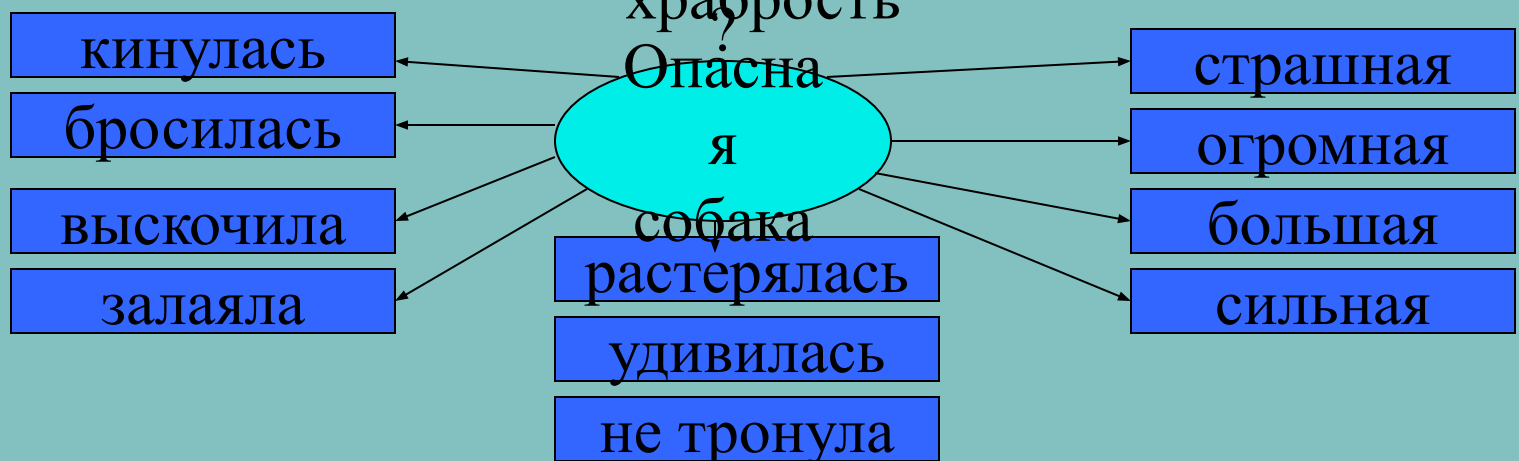 храбрость
?
Опасна
я
собака
кинулась
бросилась
выскочила
залаяла
растерялась
удивилась
не тронула
страшная
огромная
большая
сильная